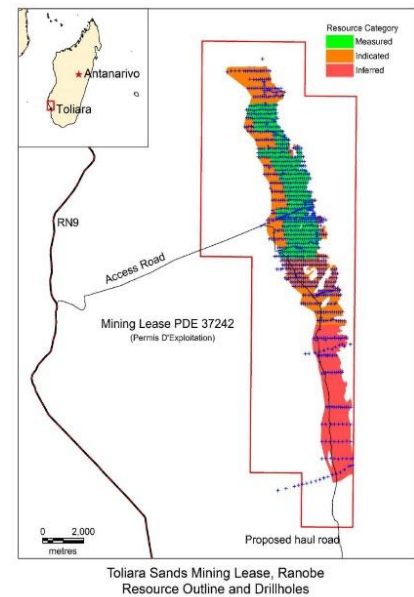 Antanarivo
Toliara
Resource Category
Measured
Indicated
Inferred
RN9
Access Road
Mining Lease PDE 37242
(Permis D'Exploitation)
0 2,000
metres
Proposed haul road
Toliara Sands Mining Lease, Ranobe
Resource Outline and Drillholes